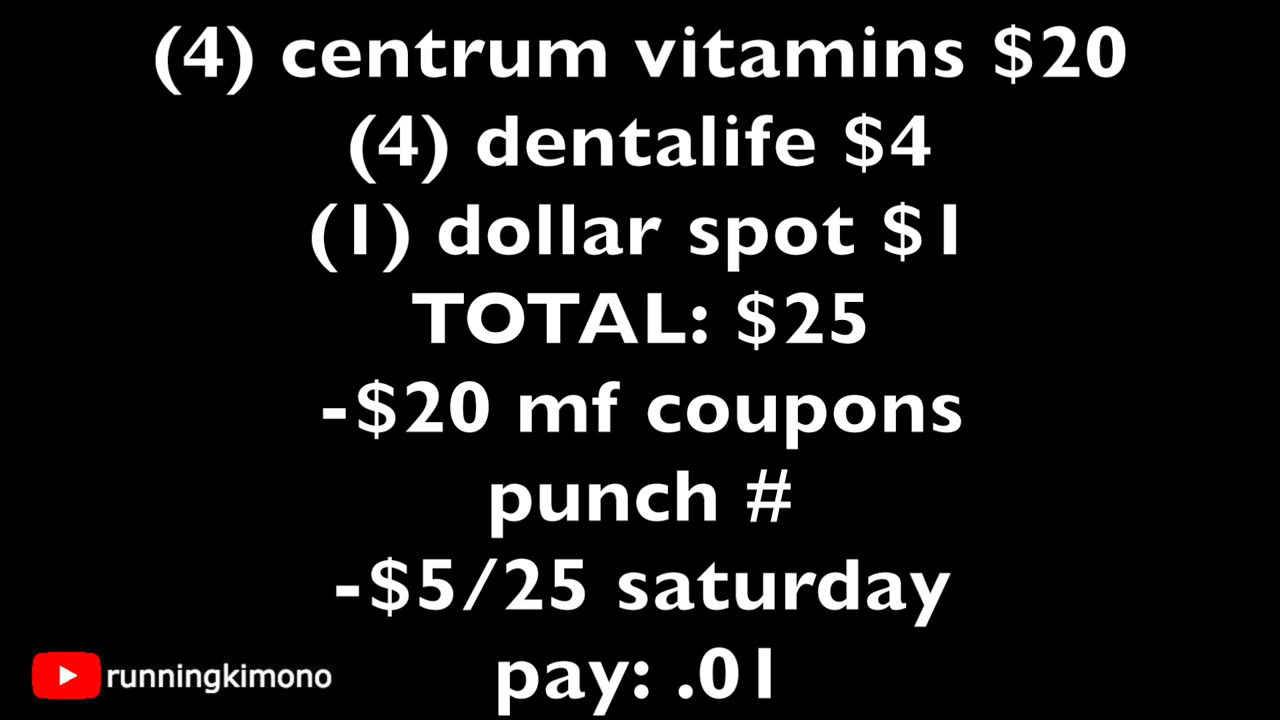 (4) centrum vitamins $20
(4) dentalife $4
(1) dollar spot $1
TOTAL: $25
-$20 mf coupons
punch #
-$5/25 saturday
pay: .01
runningkimono